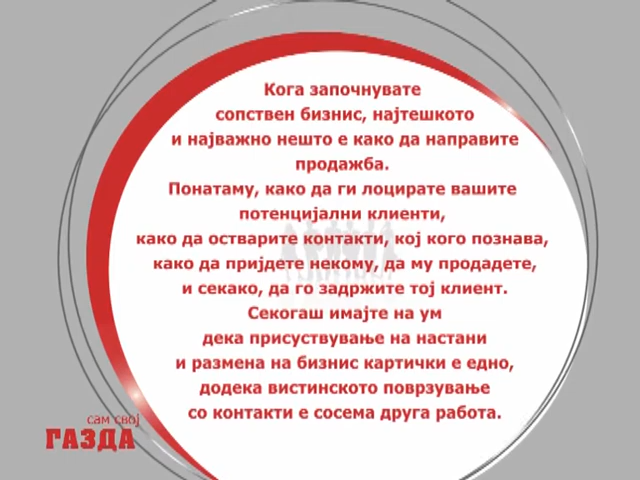 Кога започнувате
сопствен бизнис, најтешкото
и најважно нешто е како да направите
продажба.
Понатаму, како да ги лоцирате вашите
потенцијални клиенти,
како да остварите контакти, кој кого познава,
како да пријдете некому, да му продадете,
и секако, да го задржите тој клиент.
Секогаш имајте на ум
дека присуствување на настани
и размена на бизнис картички е едно,
додека вистинското поврзување
со контакти е сосема друга работа.
сам свој
ГАЗДА